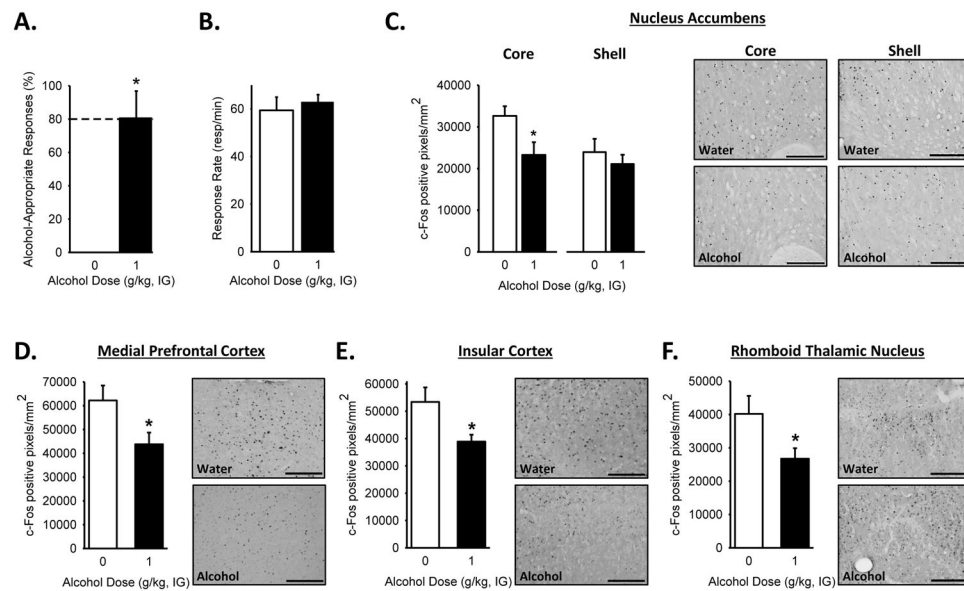 A.
Alcohol-Appropriate Responses (%)
100
80
60
40
20
0
*
0 1
Alcohol Dose (g/kg, IG)
B.
Response Rate (resp/min)
60
40
20
0
0 1
Alcohol Dose (g/kg, IG)
C.
Nucleus Accumbens
Core Shell
c-Fos positive pixels/mm2
40000
30000
20000
10000
0
*
0 1 0 1
Alcohol Dose (g/kg, IG)
Core Shell
Water Water
Alcohol Alcohol
D.
Medial Prefrontal Cortex
c-Fos positive pixels/mm2
70000
60000
50000
40000
30000
20000
10000
0
*
0 1
Alcohol Dose (g/kg, IG)
Water
Alcohol
E.
Insular Cortex
c-Fos positive pixels/mm2
60000
50000
40000
30000
20000
10000
0
*
0 1
Alcohol Dose (g/kg, IG)
Water
Alcohol
F.
Rhomboid Thalamic Nucleus
c-Fos positive pixels/mm2
50000
40000
30000
20000
10000
0
*
0 1
Alcohol Dose (g/kg, IG)
Water
Alcohol